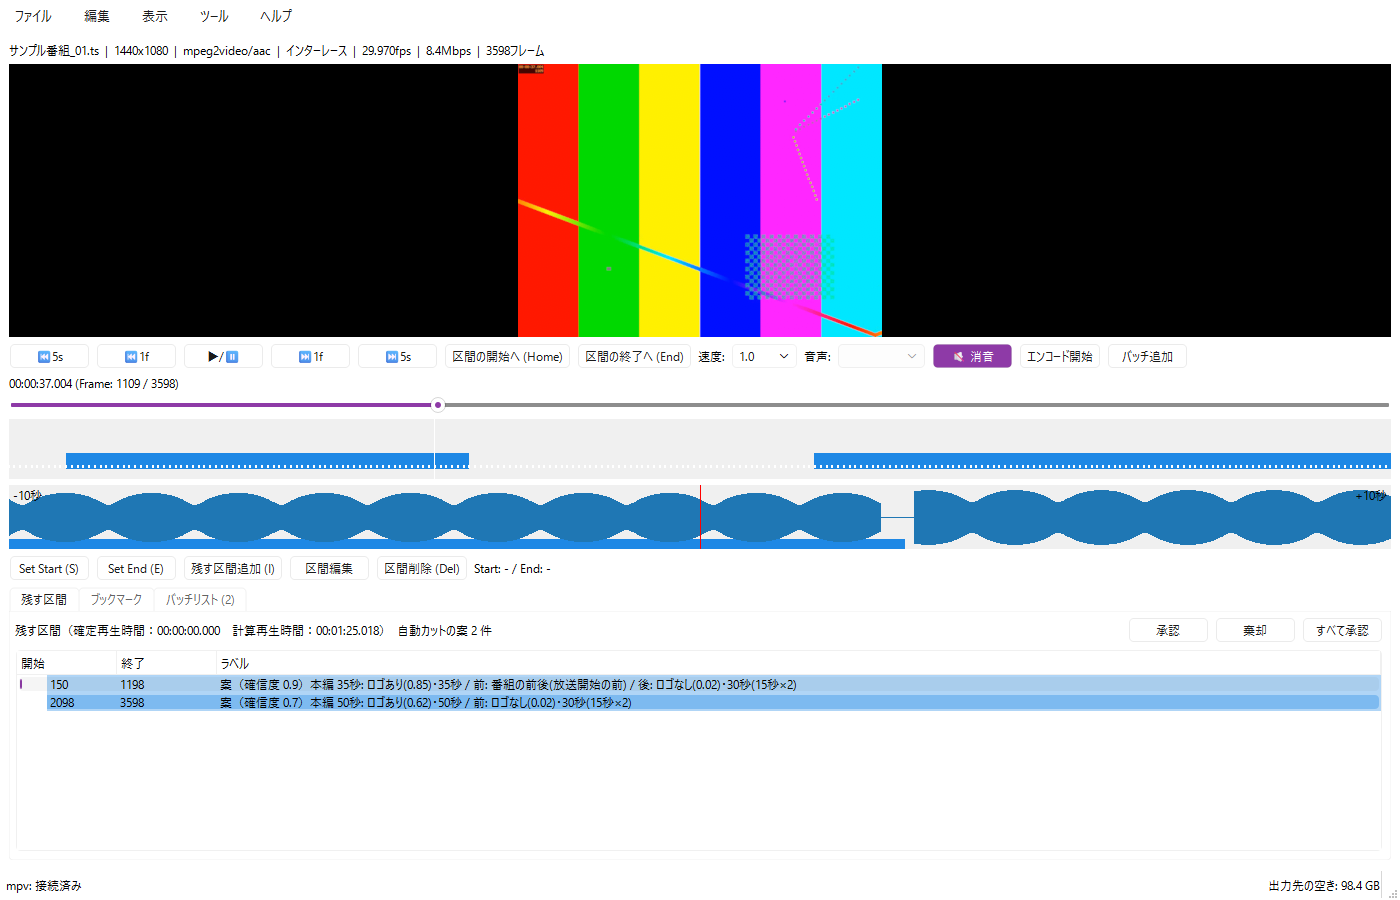 ファイル 編集 表示 ツール ヘルプ
サンプル番組_01.ts | 1440x1080 | mpeg2video/aac | インターレース | 29.970fps | 8.4Mbps | 3598フレーム
⏮5s ⏮1f ▶/⏸ ⏭1f ⏭5s 区間の開始へ (Home) 区間の終了へ (End) 速度: 1.0 音声: 消音 エンコード開始 バッチ追加
00:00:37.004 (Frame: 1109 / 3598)
-10秒 +10秒
Set Start (S) Set End (E) 残す区間追加 (I) 区間編集 区間削除 (Del) Start: - / End: -
残す区間 ブックマーク バッチリスト (2)
残す区間（確定再生時間：00:00:00.000 計算再生時間：00:01:25.018） 自動カットの案 2 件 承認 棄却 すべて承認
開始 終了 ラベル
150 1198 案（確信度 0.9）本編 35秒: ロゴあり(0.85)・35秒 / 前: 番組の前後(放送開始の前) / 後: ロゴなし(0.02)・30秒(15秒×2)
2098 3598 案（確信度 0.7）本編 50秒: ロゴあり(0.62)・50秒 / 前: ロゴなし(0.02)・30秒(15秒×2)
mpv: 接続済み 出力先の空き: 98.4 GB